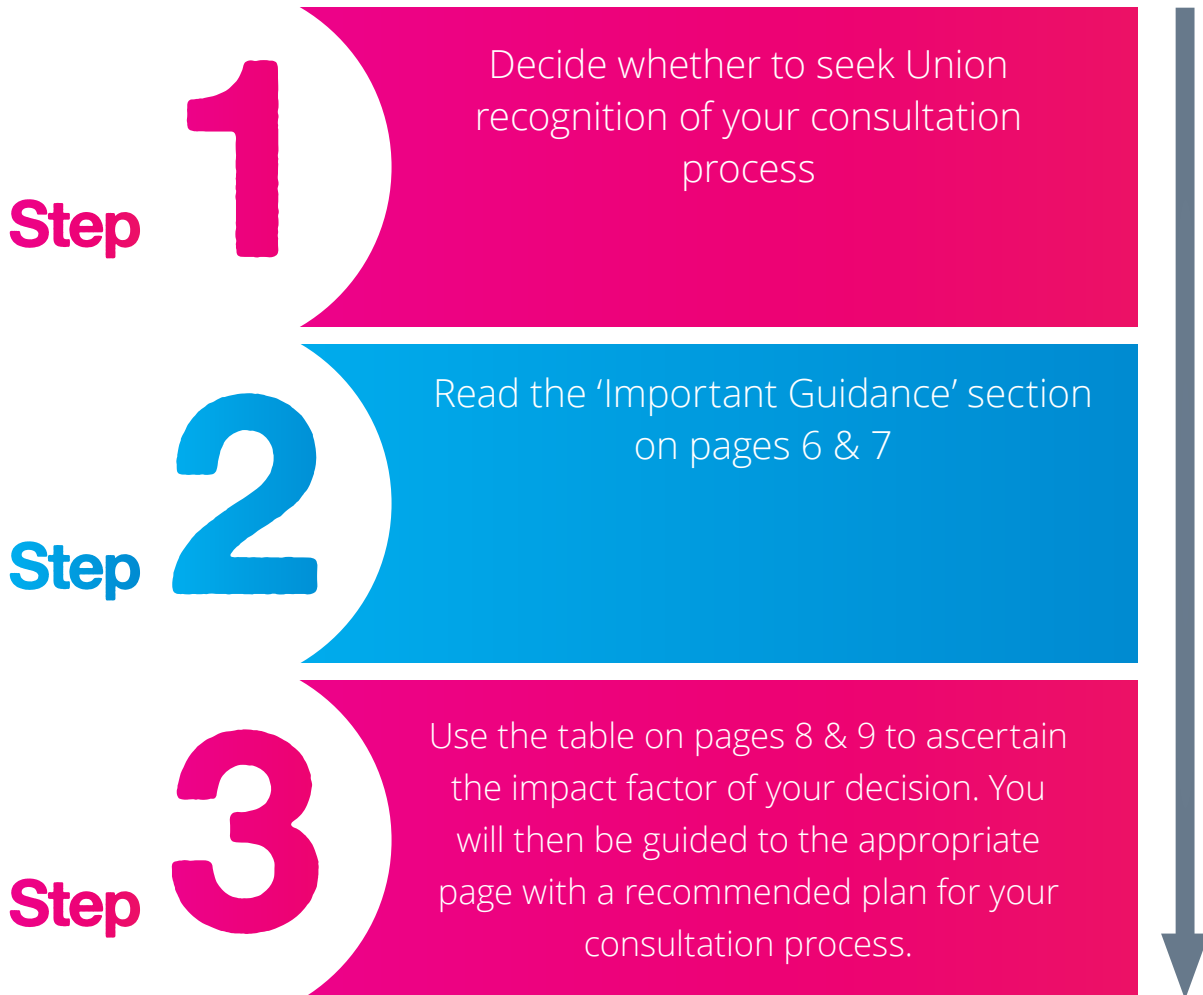 Step 1
Decide whether to seek Union
recognition of your consultation
process
Step 2
Read the ‘Important Guidance’ section
on pages 6 & 7
Step 3
Use the table on pages 8 & 9 to ascertain
the impact factor of your decision. You
will then be guided to the appropriate
page with a recommended plan for your
consultation process.